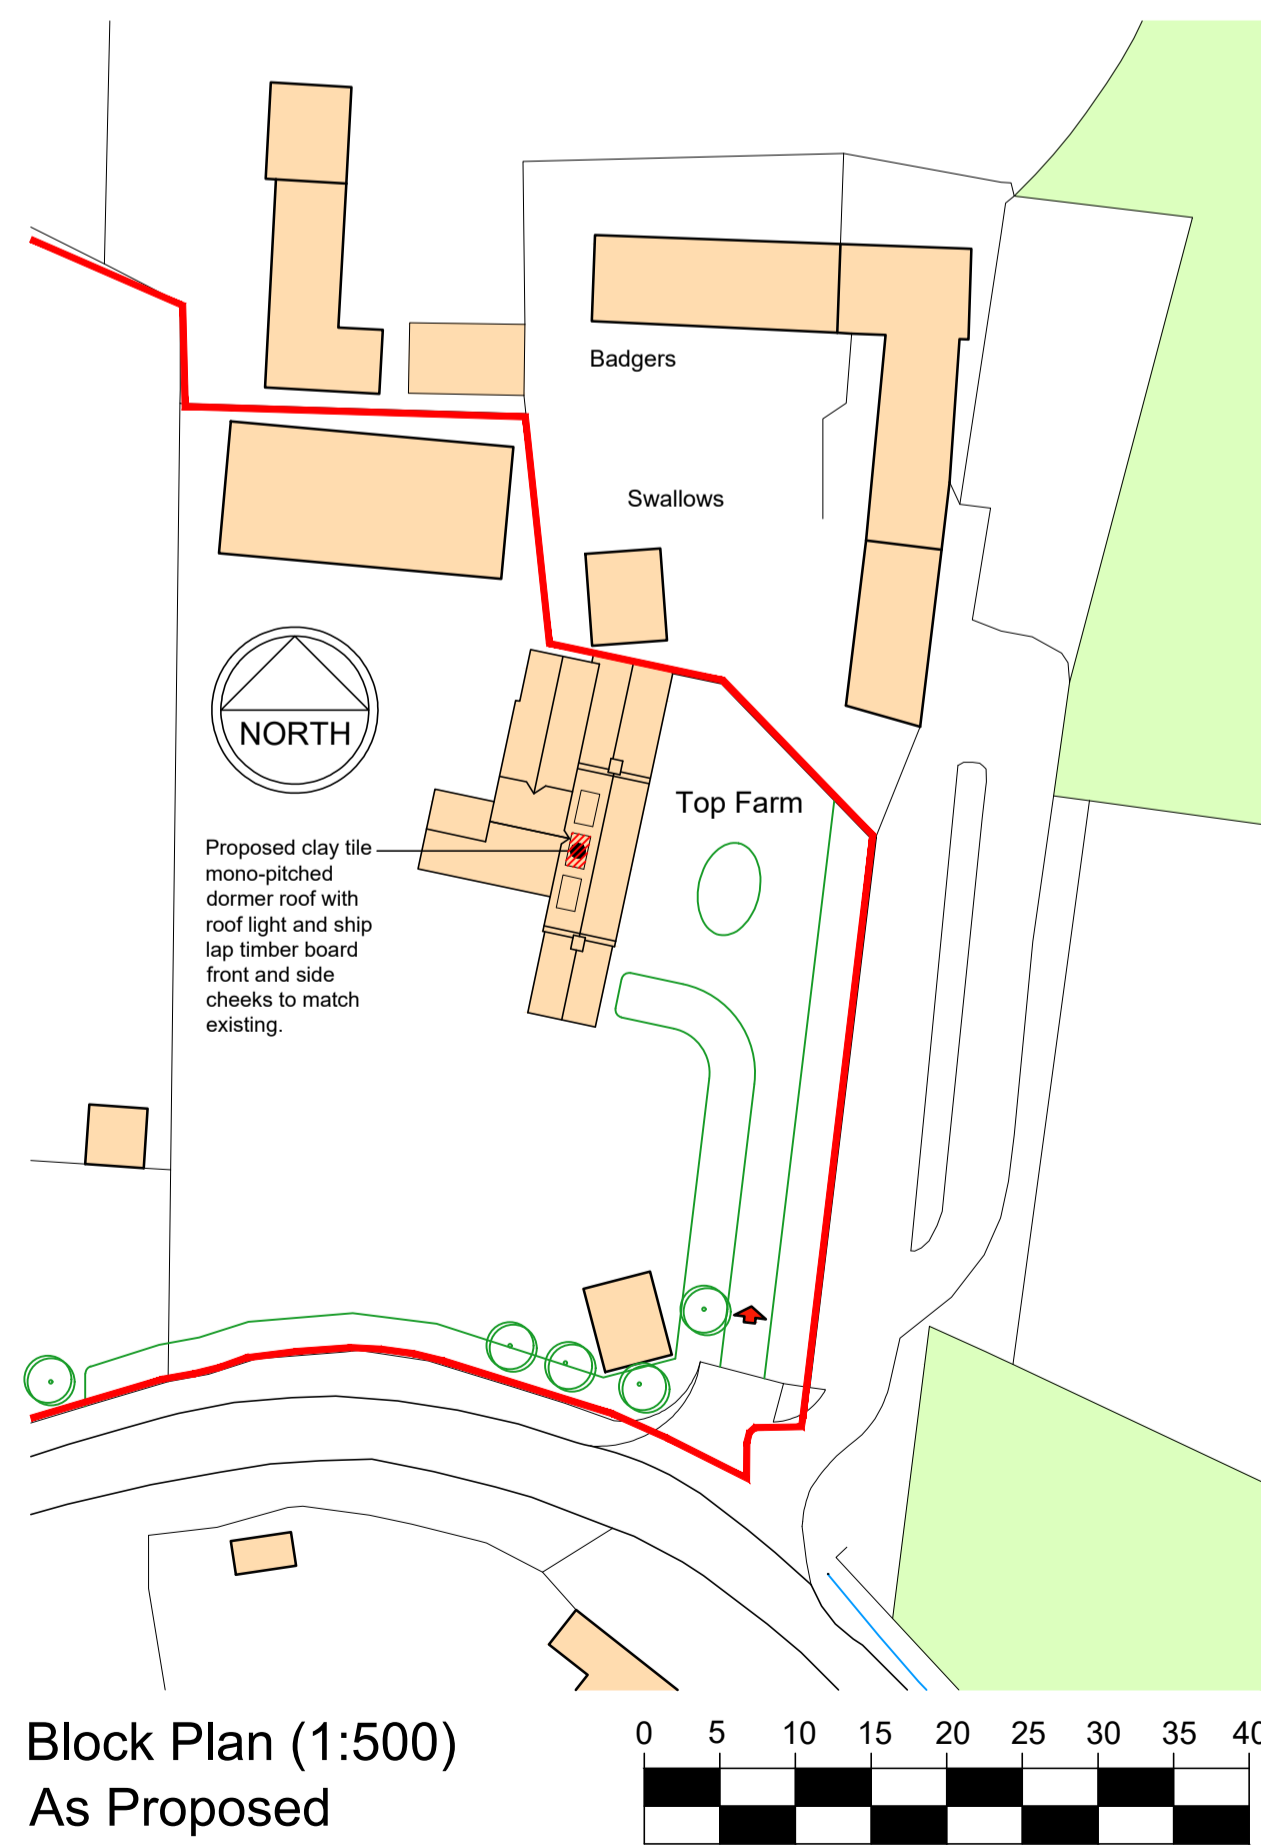 Badgers
Swallows
NORTH
Top Farm
Proposed clay tile
mono-pitched
dormer roof with
roof light and ship
lap timber board
front and side
cheeks to match
existing.
Block Plan (1:500)
As Proposed
0 5 10 15 20 25 30 35 40